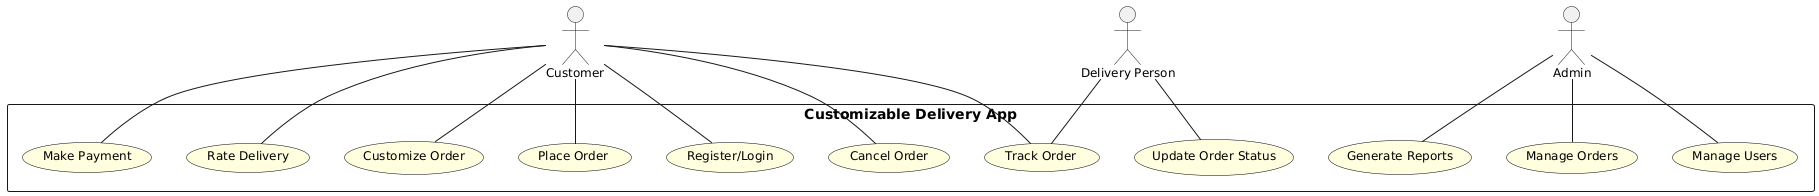 Customer
Delivery Person
Admin
Customizable Delivery App
Make Payment
Rate Delivery
Customize Order
Place Order
Register/Login
Cancel Order
Track Order
Update Order Status
Generate Reports
Manage Orders
Manage Users